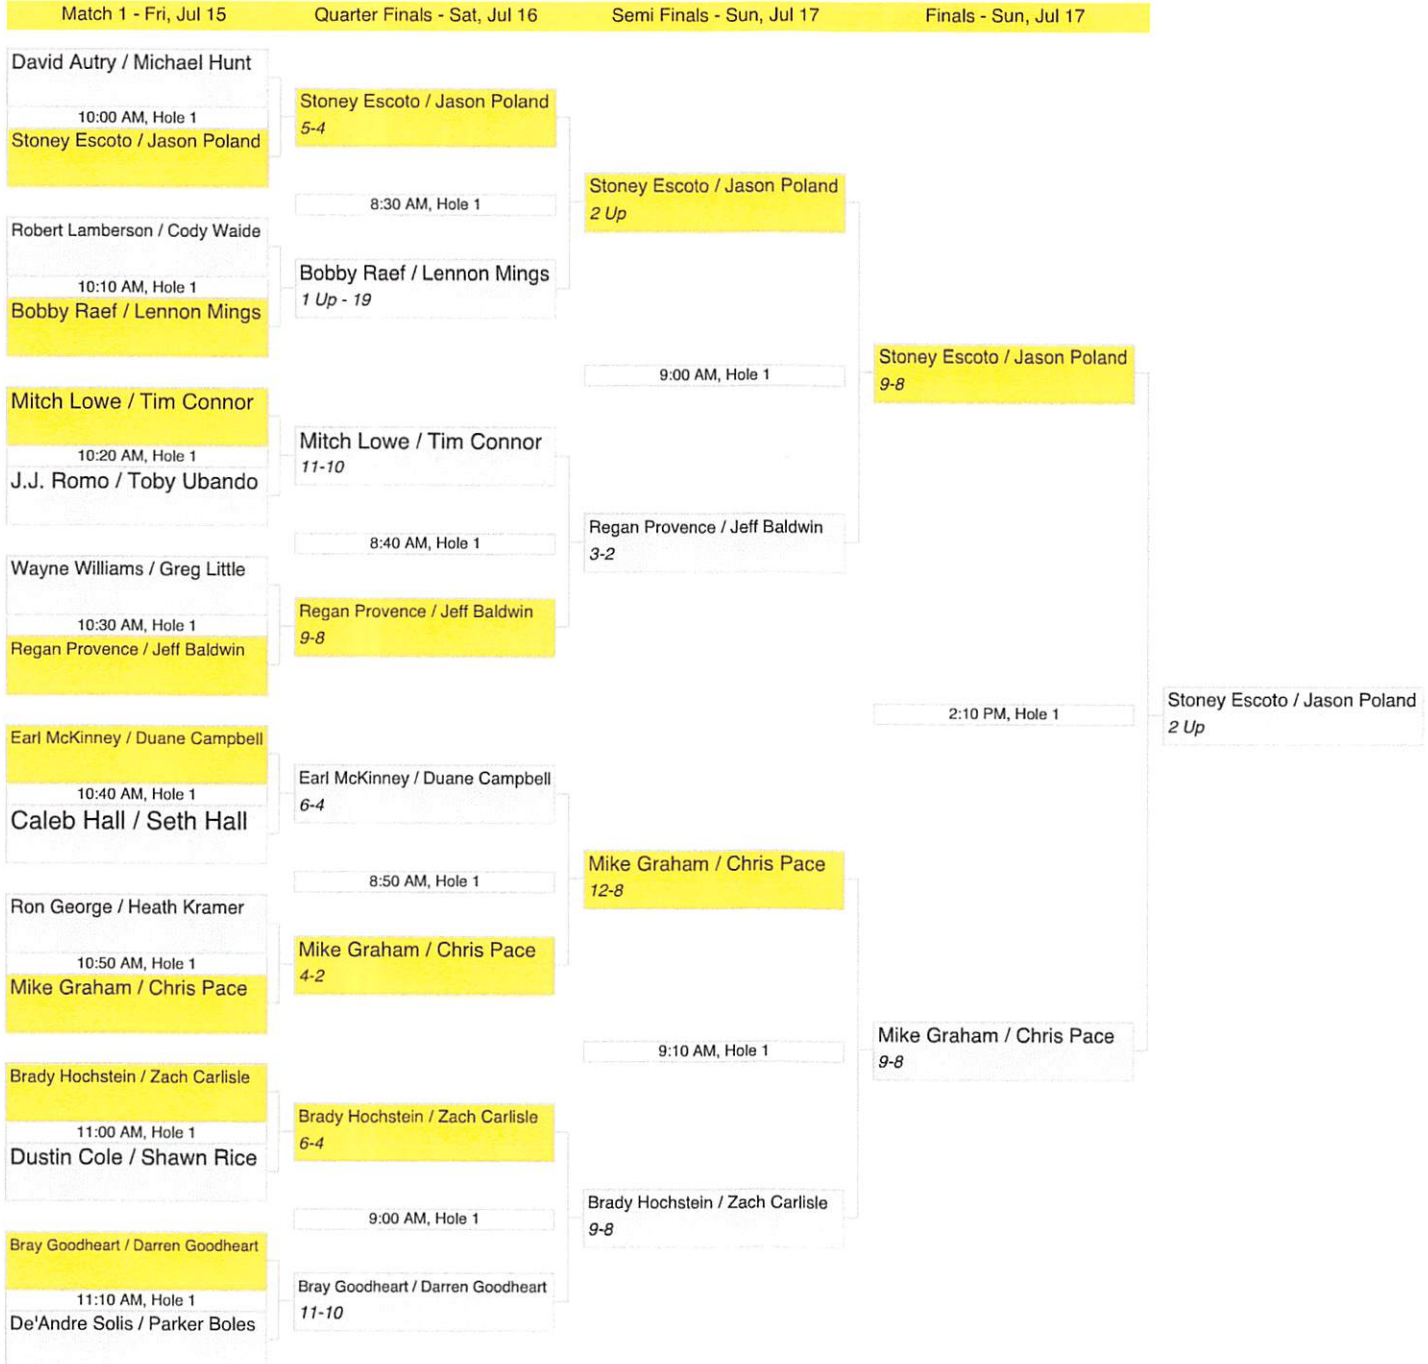 Match 1 - Fri, Jul 15
Quarter Finals - Sat, Jul 16
Semi Finals - Sun, Jul 17
Finals - Sun, Jul 17
David Autry / Michael Hunt
10:00 AM, Hole 1
Stoney Escoto / Jason Poland
Robert Lamberson / Cody Waide
10:10 AM, Hole 1
Bobby Raef / Lennon Mings
Mitch Lowe / Tim Connor
10:20 AM, Hole 1
J.J. Romo / Toby Ubando
Wayne Williams / Greg Little
10:30 AM, Hole 1
Regan Provence / Jeff Baldwin
Earl McKinney / Duane Campbell
10:40 AM, Hole 1
Caleb Hall / Seth Hall
Ron George / Heath Kramer
10:50 AM, Hole 1
Mike Graham / Chris Pace
Brady Hochstein / Zach Carlisle
11:00 AM, Hole 1
Dustin Cole / Shawn Rice
Bray Goodheart / Darren Goodheart
11:10 AM, Hole 1
De'Andre Solis / Parker Boles
Stoney Escoto / Jason Poland
5-4
8:30 AM, Hole 1
Bobby Raef / Lennon Mings
1 Up - 19
Mitch Lowe / Tim Connor
11-10
8:40 AM, Hole 1
Regan Provence / Jeff Baldwin
9-8
Earl McKinney / Duane Campbell
6-4
8:50 AM, Hole 1
Mike Graham / Chris Pace
4-2
Brady Hochstein / Zach Carlisle
6-4
9:00 AM, Hole 1
Bray Goodheart / Darren Goodheart
11-10
Stoney Escoto / Jason Poland
2 Up
9:00 AM, Hole 1
Regan Provence / Jeff Baldwin
3-2
Mike Graham / Chris Pace
12-8
9:10 AM, Hole 1
Brady Hochstein / Zach Carlisle
9-8
Stoney Escoto / Jason Poland
9-8
2:10 PM, Hole 1
Mike Graham / Chris Pace
9-8
Stoney Escoto / Jason Poland
2 Up